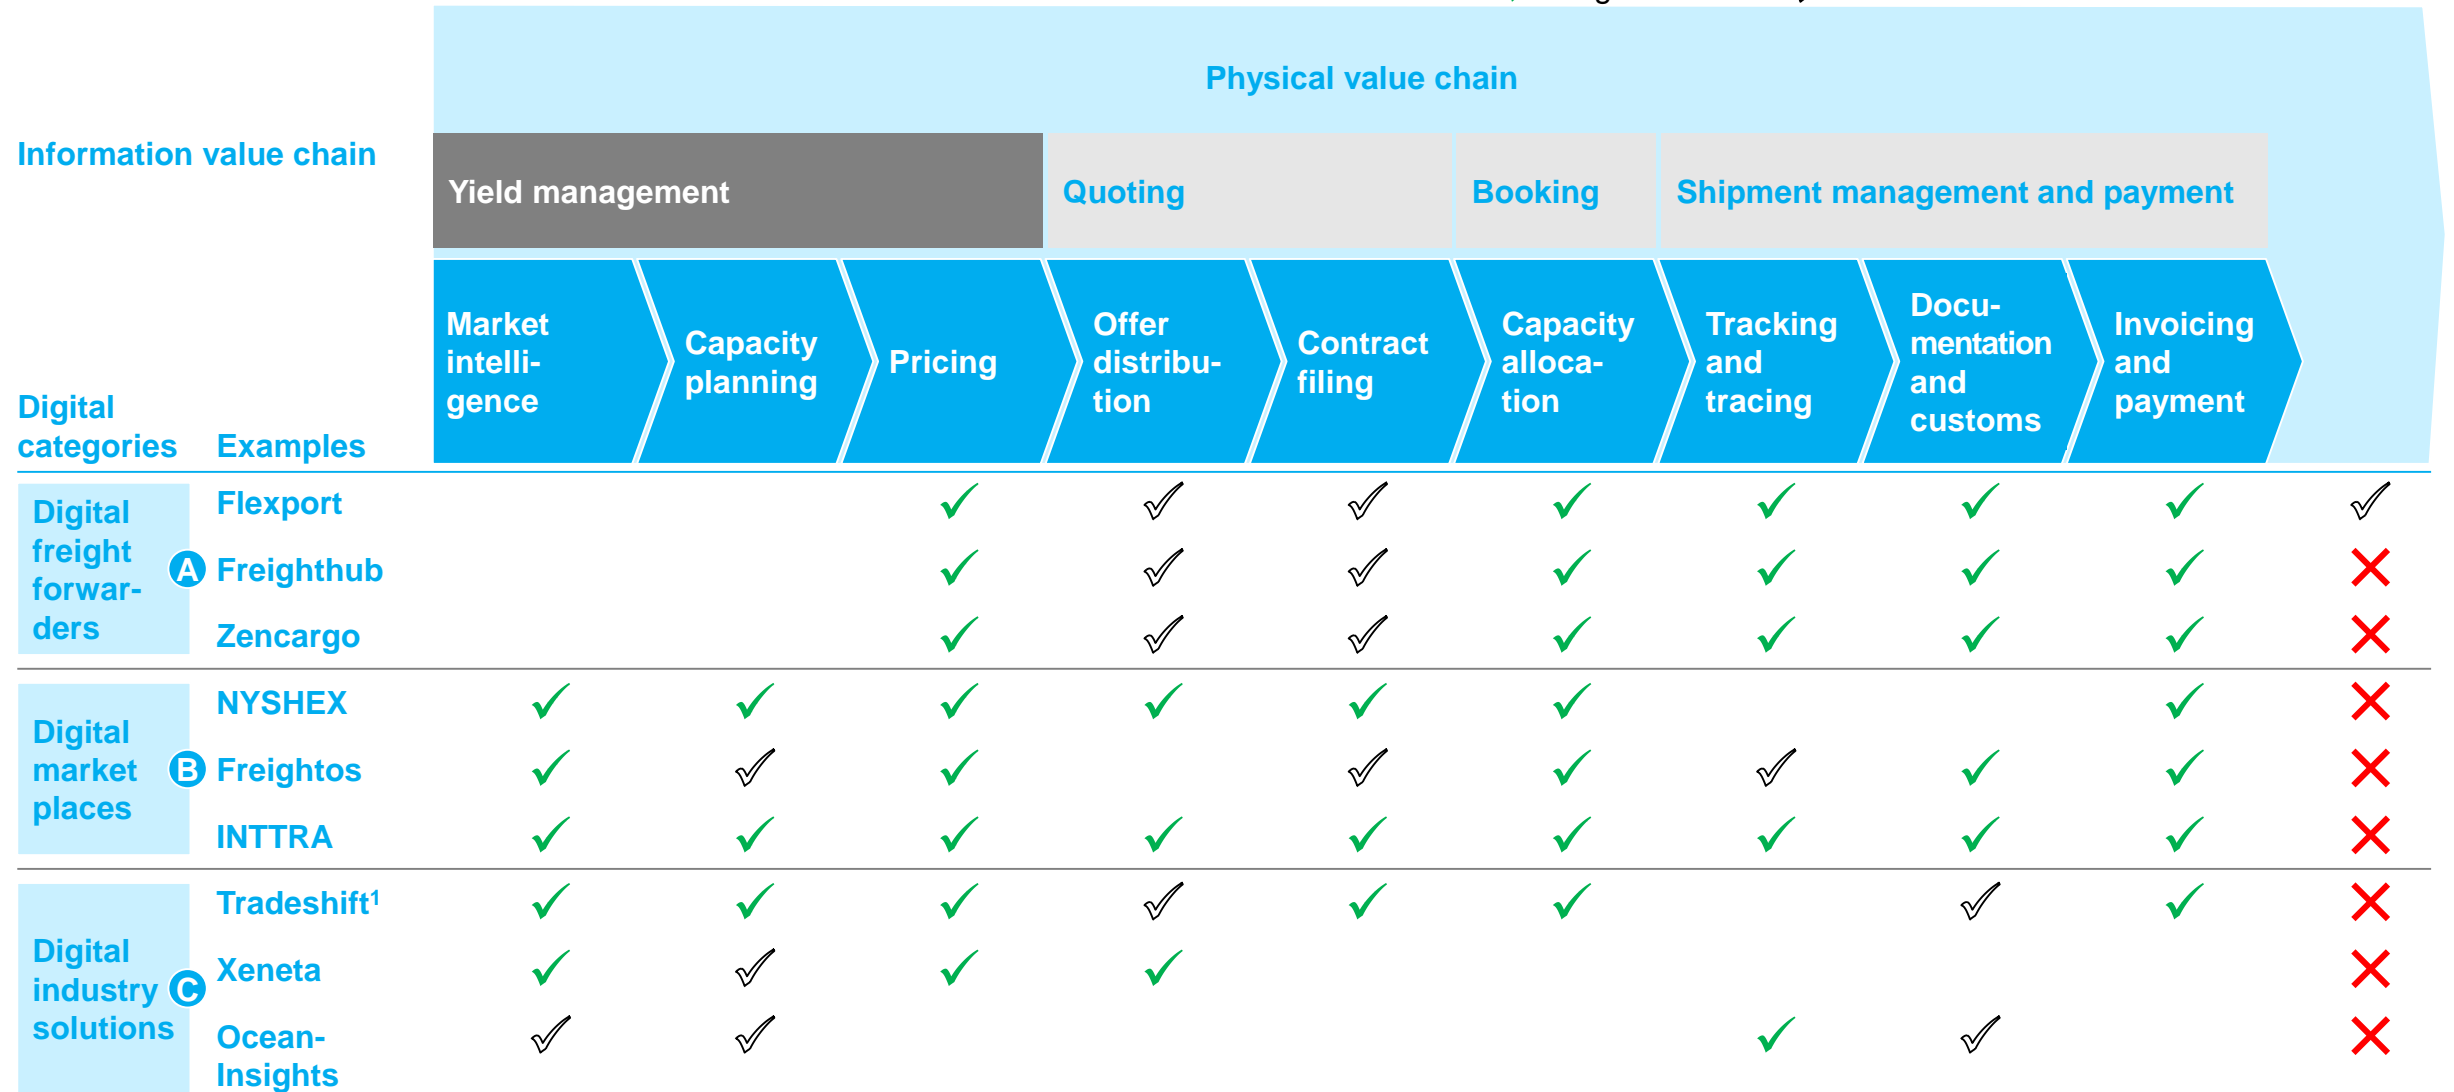 Physical value chain
Information value chain
Yield management
Quoting
Booking
Shipment management and payment
Market
intelli-
gence
Capacity
planning
Pricing
Offer
distribu-
tion
Contract
filing
Capacity
alloca-
tion
Tracking
and
tracing
Docu-
mentation
and
customs
Invoicing
and
payment
Digital
categories
Examples
Digital
freight
forwar-
ders
A
Flexport
Freighthub
Zencargo
Digital
market
places
B
NYSHEX
Freightos
INTTRA
Digital
industry
solutions
C
Tradeshift¹
Xeneta
Ocean-
Insights